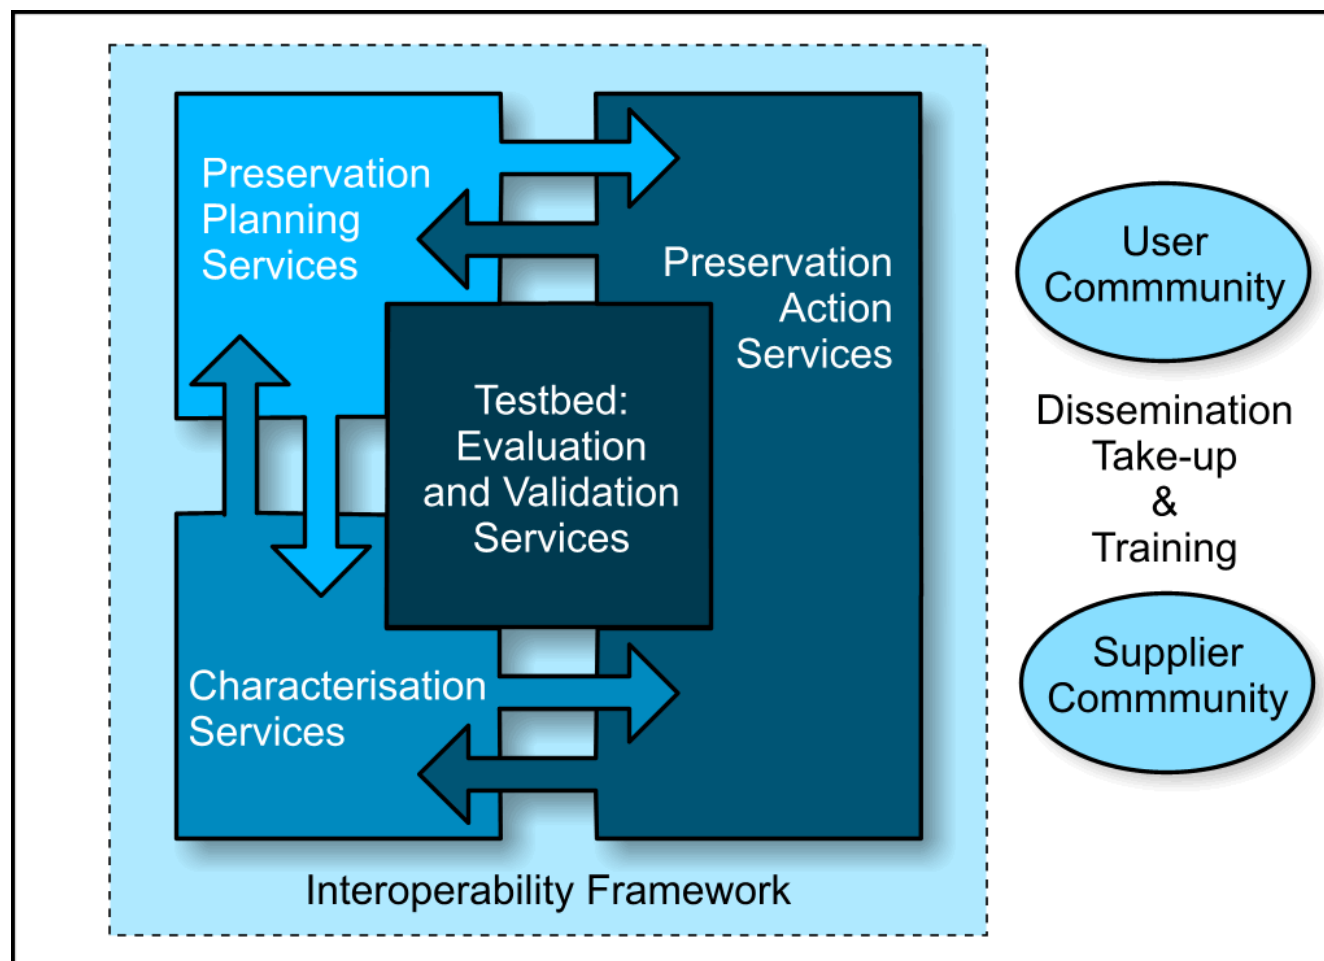 Preservation
Planning
Services
Preservation
Action
Services
Testbed:
Evaluation
and Validation
Services
Characterisation
Services
Interoperability Framework
User
Commmunity
Dissemination
Take-up
&
Training
Supplier
Commmunity